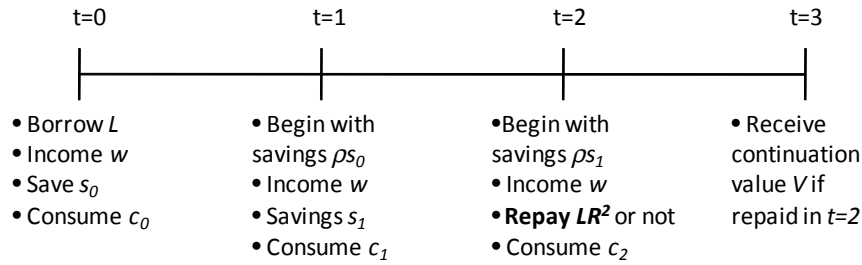 t=0
t=1
t=2
t=3
• Borrow L
• Income w
• Save s₀
• Consume c₀
• Begin with
savings ρs₀
• Income w
• Savings s₁
• Consume c₁
•Begin with
savings ρs₁
• Income w
• Repay LR² or not
• Consume c₂
• Receive
continuation
value V if
repaid in t=2